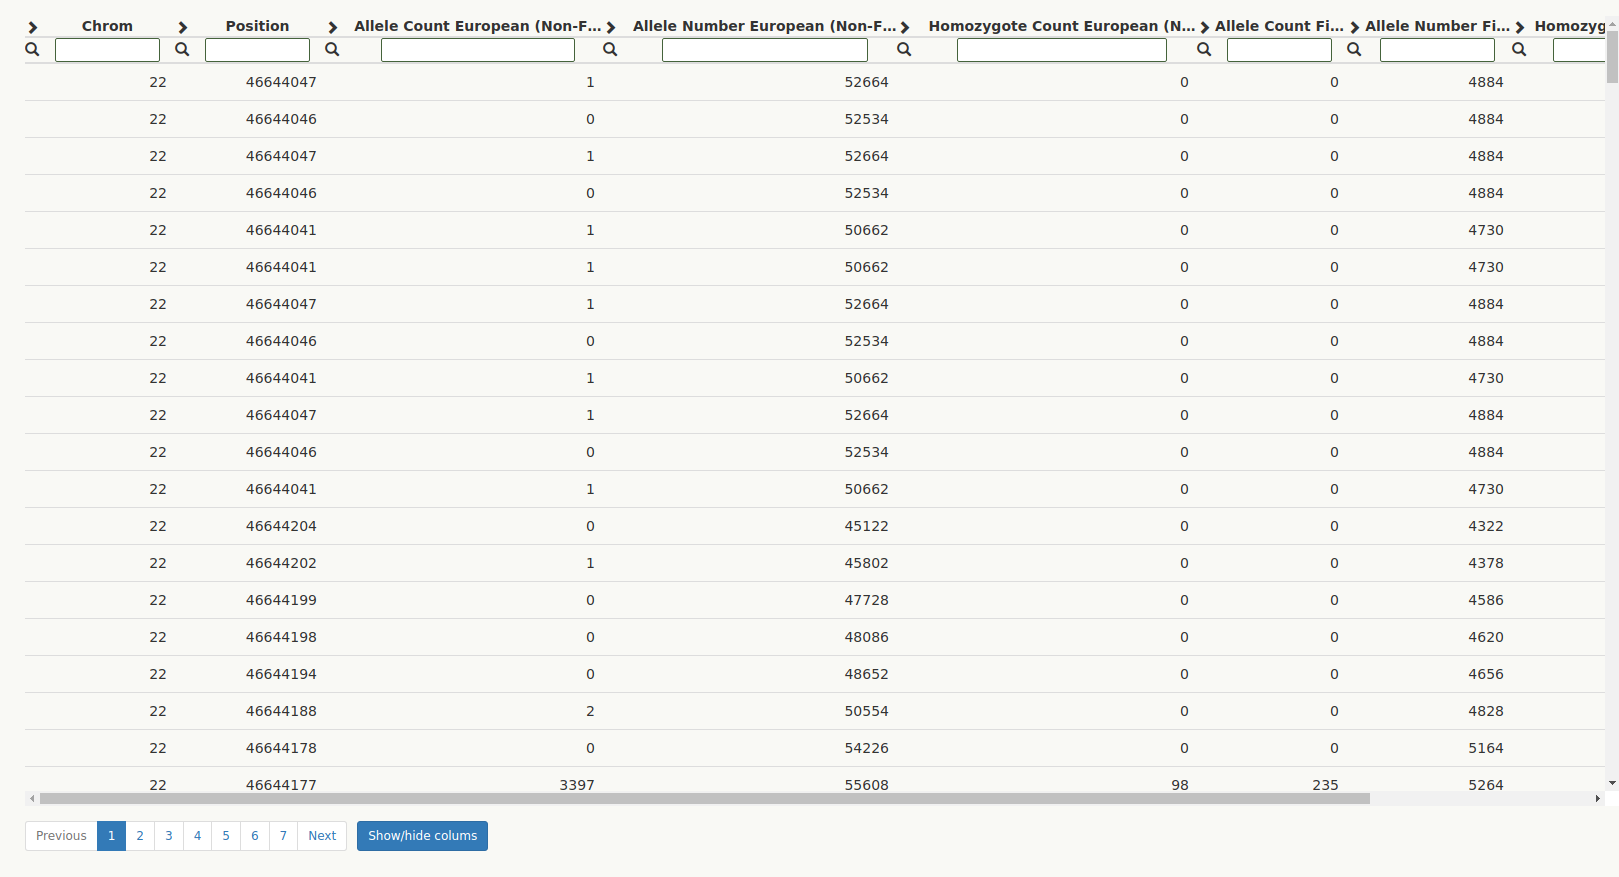 Chrom Position Allele Count European (Non-F... Allele Number European (Non-F... Homozygote Count European (N... Allele Count Fi... Allele Number Fi... Homozyg
22 46644047 1 52664 0 0 4884
22 46644046 0 52534 0 0 4884
22 46644047 1 52664 0 0 4884
22 46644046 0 52534 0 0 4884
22 46644041 1 50662 0 0 4730
22 46644041 1 50662 0 0 4730
22 46644047 1 52664 0 0 4884
22 46644046 0 52534 0 0 4884
22 46644041 1 50662 0 0 4730
22 46644047 1 52664 0 0 4884
22 46644046 0 52534 0 0 4884
22 46644041 1 50662 0 0 4730
22 46644204 0 45122 0 0 4322
22 46644202 1 45802 0 0 4378
22 46644199 0 47728 0 0 4586
22 46644198 0 48086 0 0 4620
22 46644194 0 48652 0 0 4656
22 46644188 2 50554 0 0 4828
22 46644178 0 54226 0 0 5164
22 46644177 3397 55608 98 235 5264
Previous 1 2 3 4 5 6 7 Next Show/hide colums